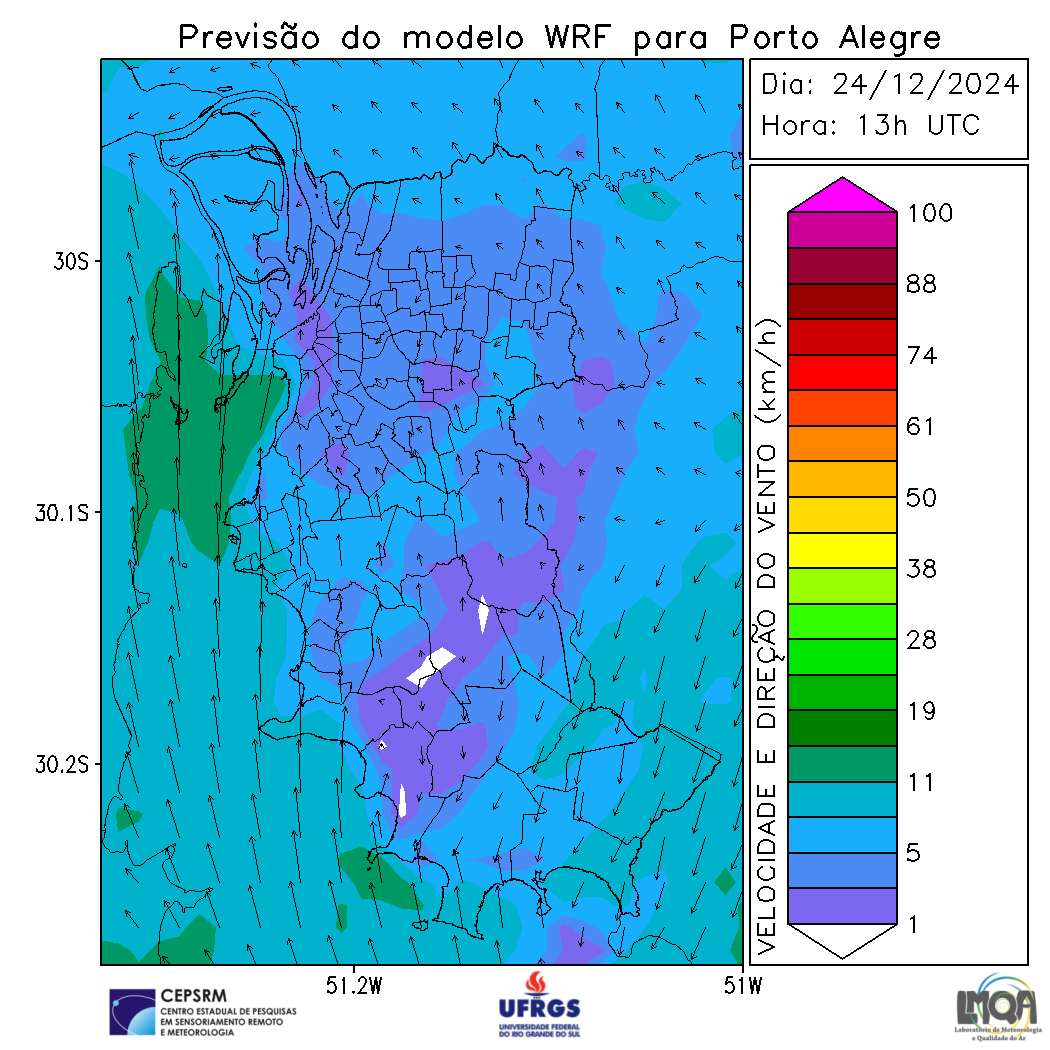 Previsão do modelo WRF para Porto Alegre
Dia: 24/12/2024
Hora: 13h UTC
30S
30.1S
30.2S
51.2W
51W
VELOCIDADE E DIREÇÃO DO VENTO (km/h)
100
88
74
61
50
38
28
19
11
5
1
CEPSRM
CENTRO ESTADUAL DE PESQUISAS
EM SENSORIAMENTO REMOTO
E METEOROLOGIA
UFRGS
UNIVERSIDADE FEDERAL
DO RIO GRANDE DO SUL
LMQA
Laboratório de Meteorologia
e Qualidade do Ar